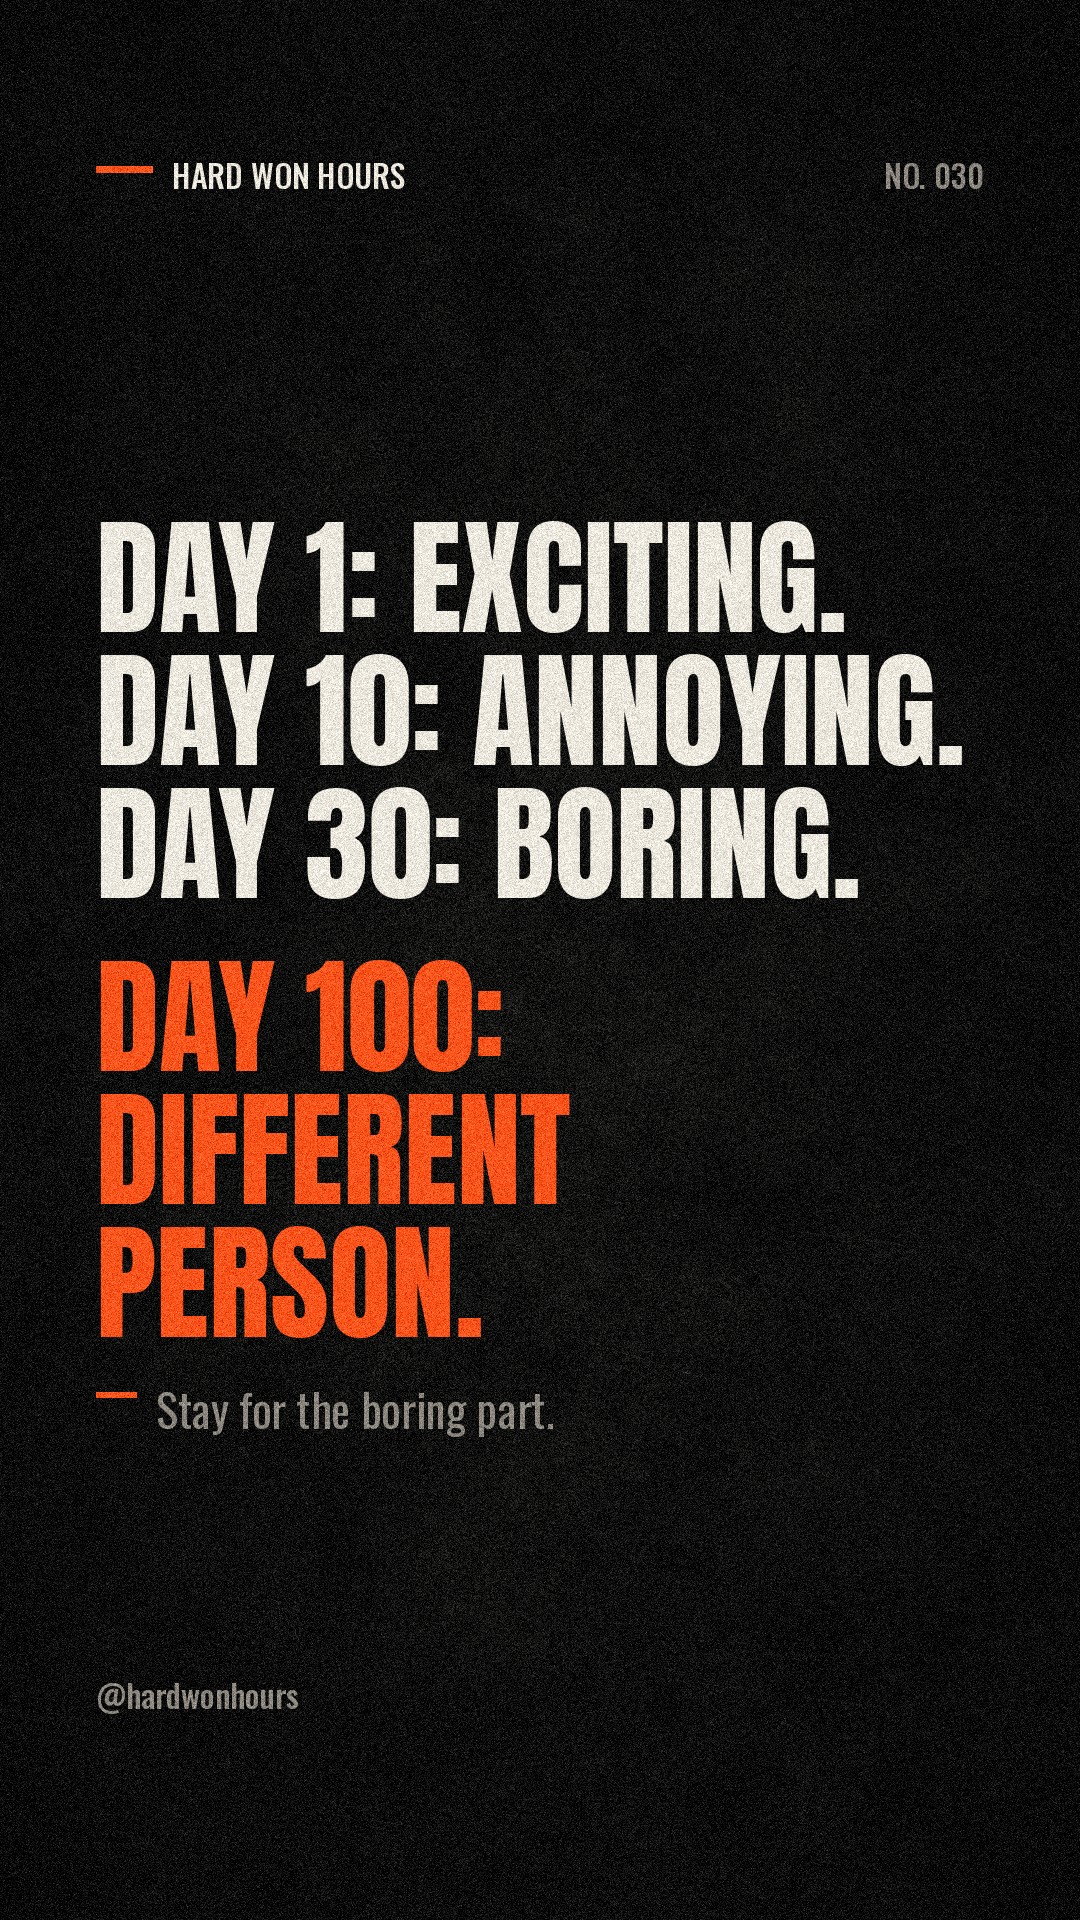 HARD WON HOURS
NO. 030
DAY 1: EXCITING.
DAY 10: ANNOYING.
DAY 30: BORING.
DAY 100:
DIFFERENT
PERSON.
Stay for the boring part.
@hardwonhours